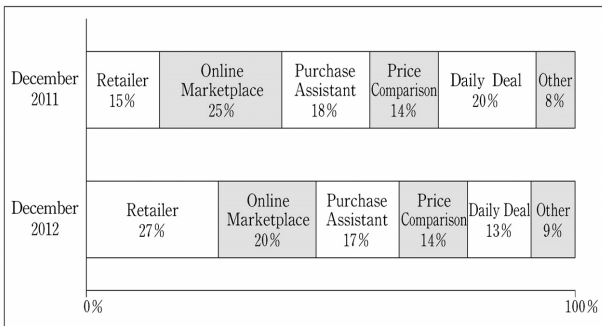 December
2011
Retailer
15%
Online
Marketplace
25%
Purchase
Assistant
18%
Price
Comparison
14%
Daily Deal
20%
Other
8%
December
2012
Retailer
27%
Online
Marketplace
20%
Purchase
Assistant
17%
Price
Comparison
14%
Daily Deal
13%
Other
9%
0%
100%